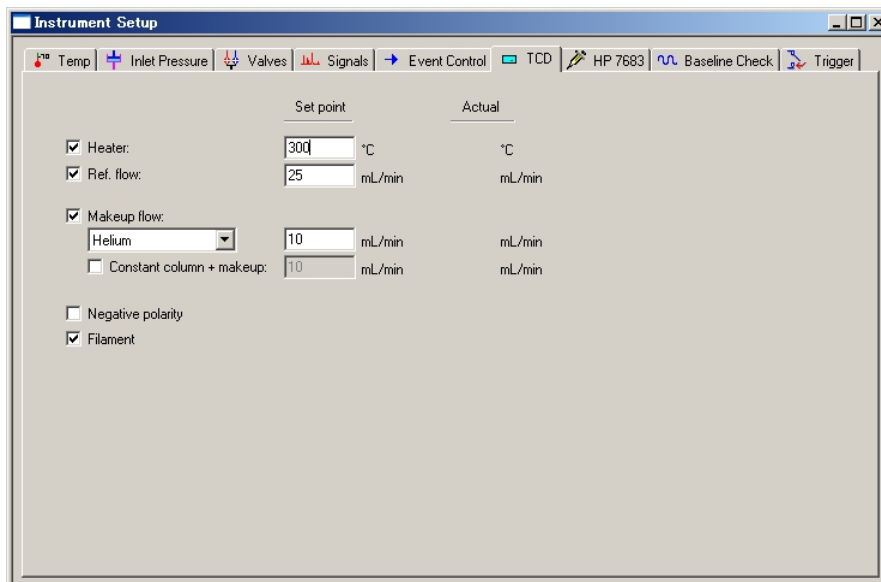 Instrument Setup
Temp Inlet Pressure Valves Signals Event Control TCD HP 7683 Baseline Check Trigger
Set point Actual
Heater: 300 °C °C
Ref. flow: 25 mL/min mL/min
Makeup flow:
Helium 10 mL/min mL/min
Constant column + makeup: 10 mL/min mL/min
Negative polarity
Filament